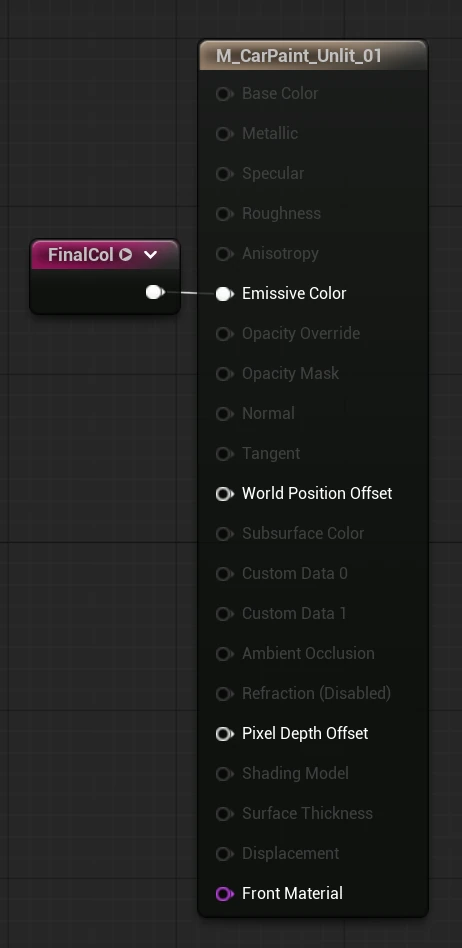 M_CarPaint_Unlit_01
Base Color
Metallic
Specular
Roughness
Anisotropy
FinalCol
Emissive Color
Opacity Override
Opacity Mask
Normal
Tangent
World Position Offset
Subsurface Color
Custom Data 0
Custom Data 1
Ambient Occlusion
Refraction (Disabled)
Pixel Depth Offset
Shading Model
Surface Thickness
Displacement
Front Material